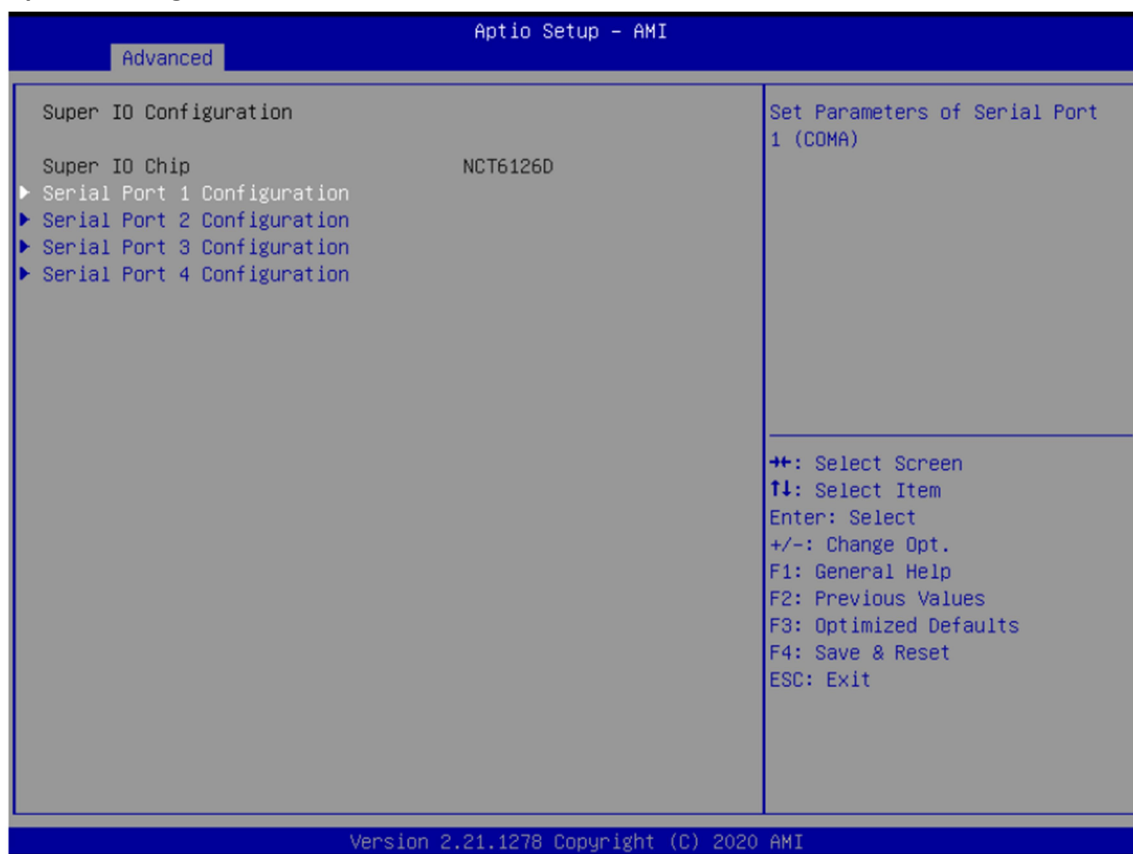 Aptio Setup – AMI
Advanced
Super IO Configuration
Super IO Chip NCT6126D
Serial Port 1 Configuration
Serial Port 2 Configuration
Serial Port 3 Configuration
Serial Port 4 Configuration
Set Parameters of Serial Port
1 (COMA)
→←: Select Screen
↑↓: Select Item
Enter: Select
+/-: Change Opt.
F1: General Help
F2: Previous Values
F3: Optimized Defaults
F4: Save & Reset
ESC: Exit
Version 2.21.1278 Copyright (C) 2020 AMI